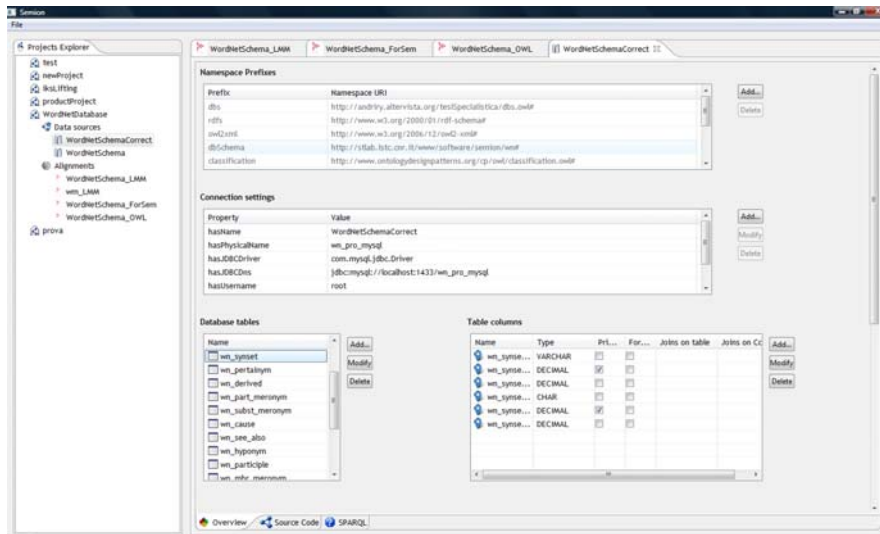 Semion
File
Projects Explorer
test
newProject
iksLifting
productProject
WordNetDatabase
Data sources
WordNetSchemaCorrect
WordNetSchema
Alignments
WordNetSchema_LMM
wm_LMM
WordNetSchema_ForSem
WordNetSchema_OWL
prova
WordNetSchema_LMM WordNetSchema_ForSem WordNetSchema_OWL WordNetSchemaCorrect
Namespace Prefixes
Prefix Namespace URI
dbs http://andriry.altervista.org/tesiSpecialistica/dbs.owl#
rdfs http://www.w3.org/2000/01/rdf-schema#
owl2xml http://www.w3.org/2006/12/owl2-xml#
dbSchema http://stlab.istc.cnr.it/www/software/semion/wn#
classification http://www.ontologydesignpatterns.org/cp/owl/classification.owl#
Add...
Delete
Connection settings
Property Value
hasName WordNetSchemaCorrect
hasPhysicalName wn_pro_mysql
hasJDBCDriver com.mysql.jdbc.Driver
hasJDBCDns jdbc:mysql://localhost:1433/wn_pro_mysql
hasUsername root
Add...
Modify
Delete
Database tables
Name
wn_synset
wn_pertainym
wn_derived
wn_part_meronym
wn_subst_meronym
wn_cause
wn_see_also
wn_hyponym
wn_participle
wn_mbr_meronym
Add...
Modify
Delete
Table columns
Name Type Pri... For... Joins on table Joins on Cc
wn_synse... VARCHAR
wn_synse... DECIMAL
wn_synse... DECIMAL
wn_synse... CHAR
wn_synse... DECIMAL
wn_synse... DECIMAL
Add...
Modify
Delete
Overview Source Code SPARQL